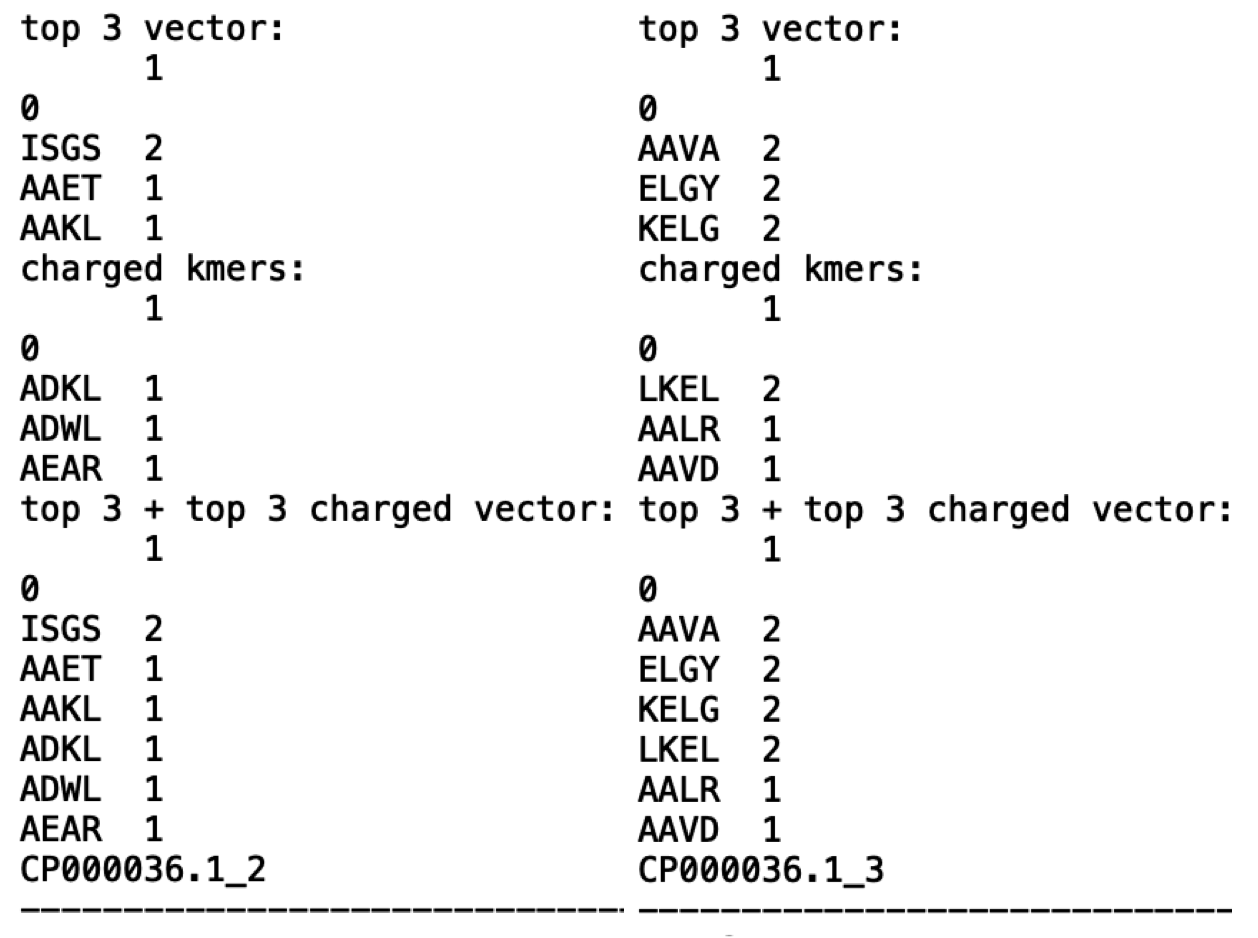 top 3 vector:
1
0
ISGS 2
AAET 1
AAKL 1
charged kmers:
1
0
ADKL 1
ADWL 1
AEAR 1
top 3 + top 3 charged vector:
1
0
ISGS 2
AAET 1
AAKL 1
ADKL 1
ADWL 1
AEAR 1
CP000036.1_2
------------------------------
top 3 vector:
1
0
AAVA 2
ELGY 2
KELG 2
charged kmers:
1
0
LKEL 2
AALR 1
AAVD 1
top 3 + top 3 charged vector:
1
0
AAVA 2
ELGY 2
KELG 2
LKEL 2
AALR 1
AAVD 1
CP000036.1_3
-----------------------------